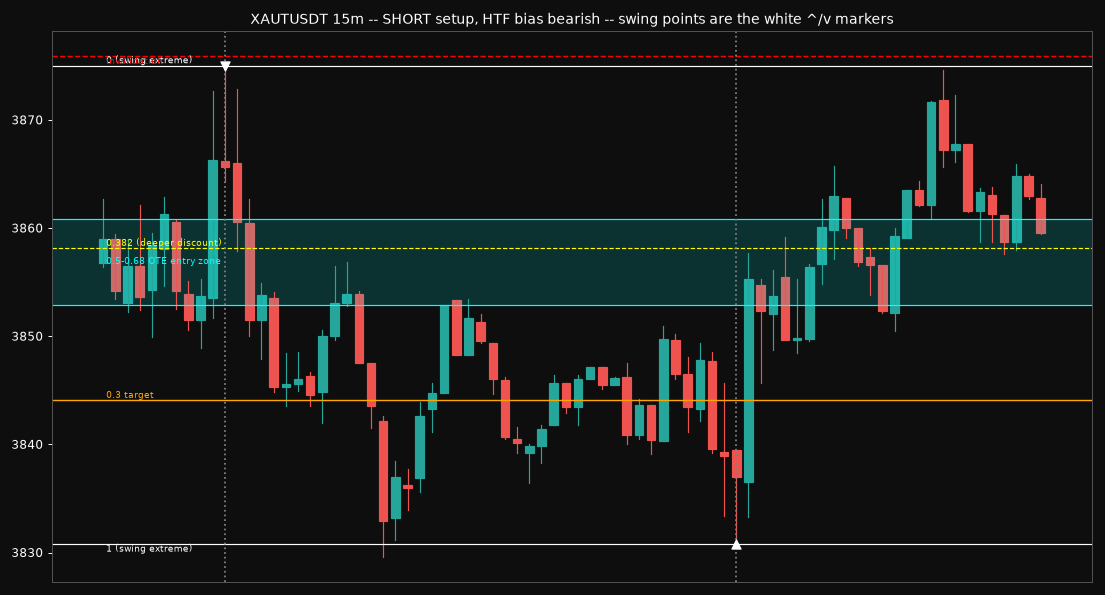 XAUTUSDT 15m -- SHORT setup, HTF bias bearish -- swing points are the white ^/v markers
0 (swing extreme)
3870
3860
0.382 (deeper discount)
0.5-0.68 OTE entry zone
3850
0.3 target
3840
3830
1 (swing extreme)